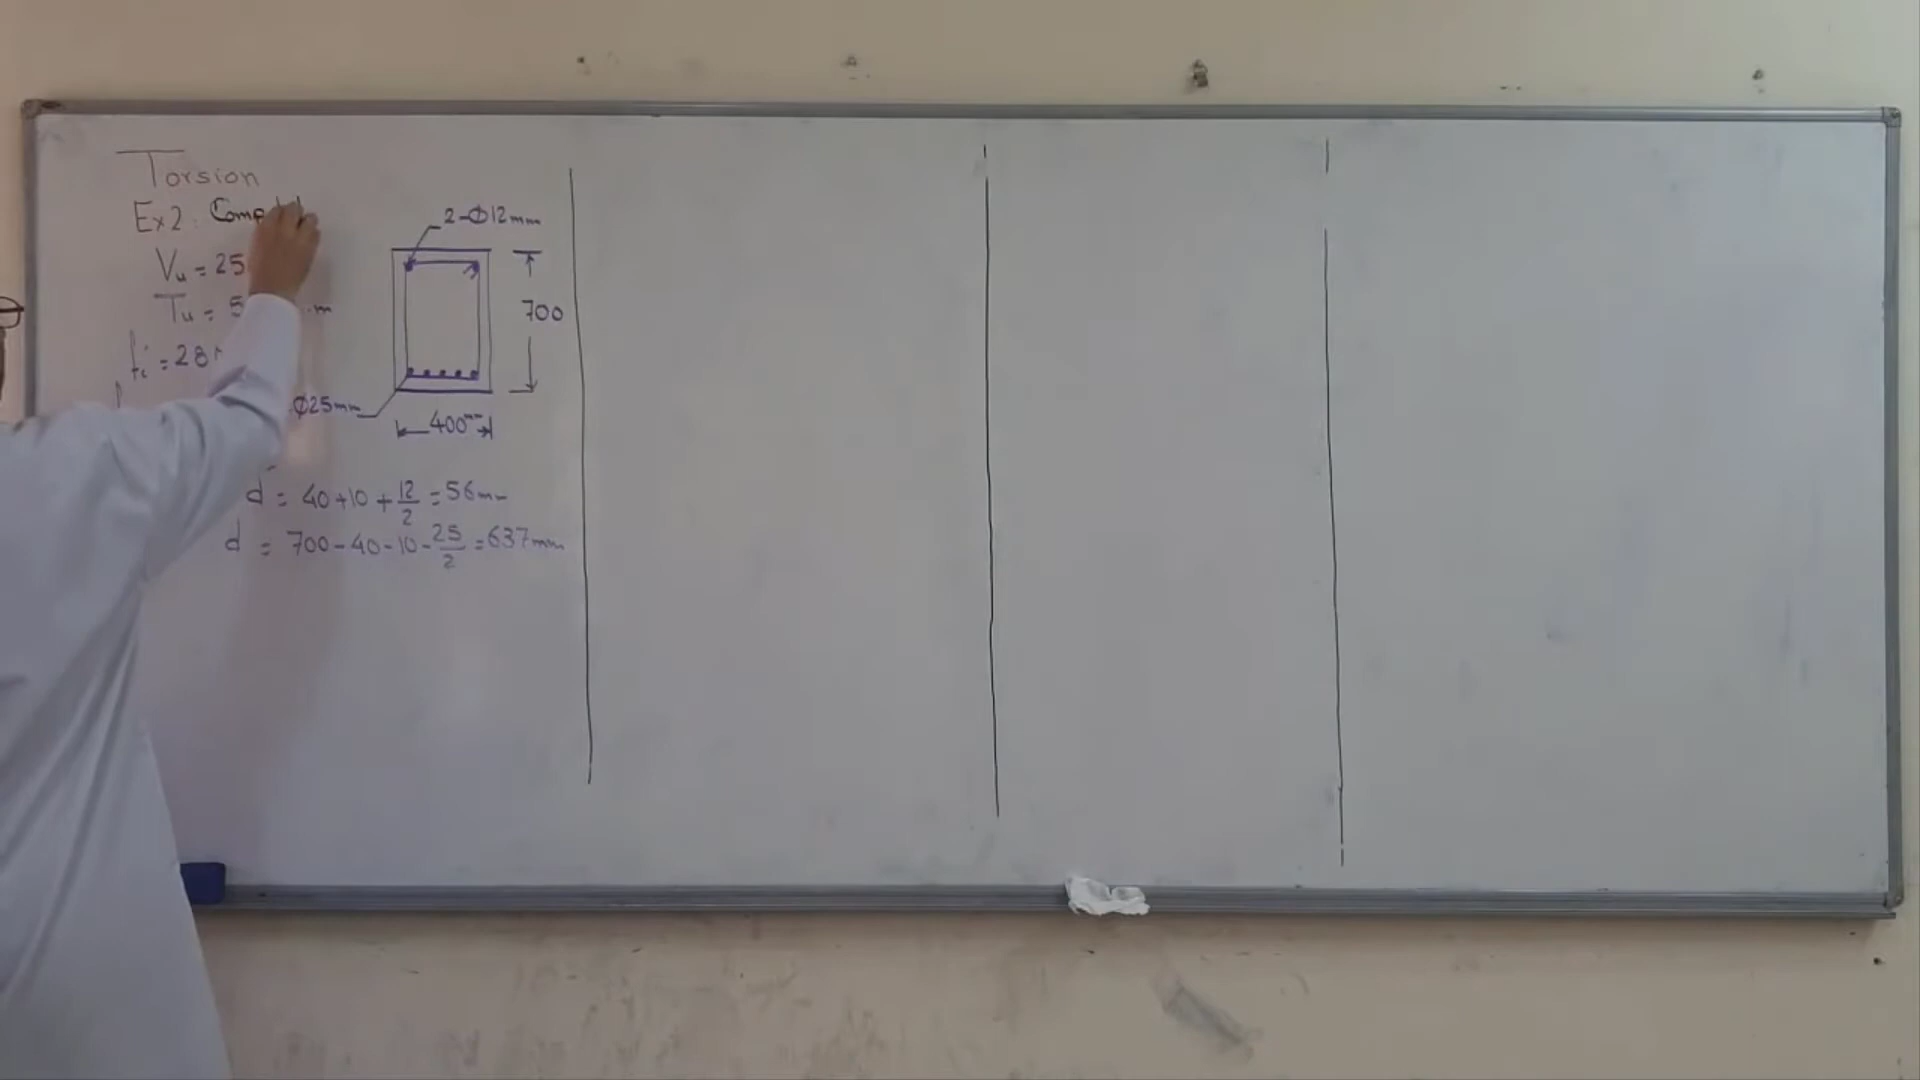 Torsion
Ex2:
Vu = 25
Tu = 5 .m
2-Φ12mm
700
fc' = 28
Φ25mm
400mm
d' = 40+10+12/2 = 56mm
d = 700-40-10-25/2 = 637mm